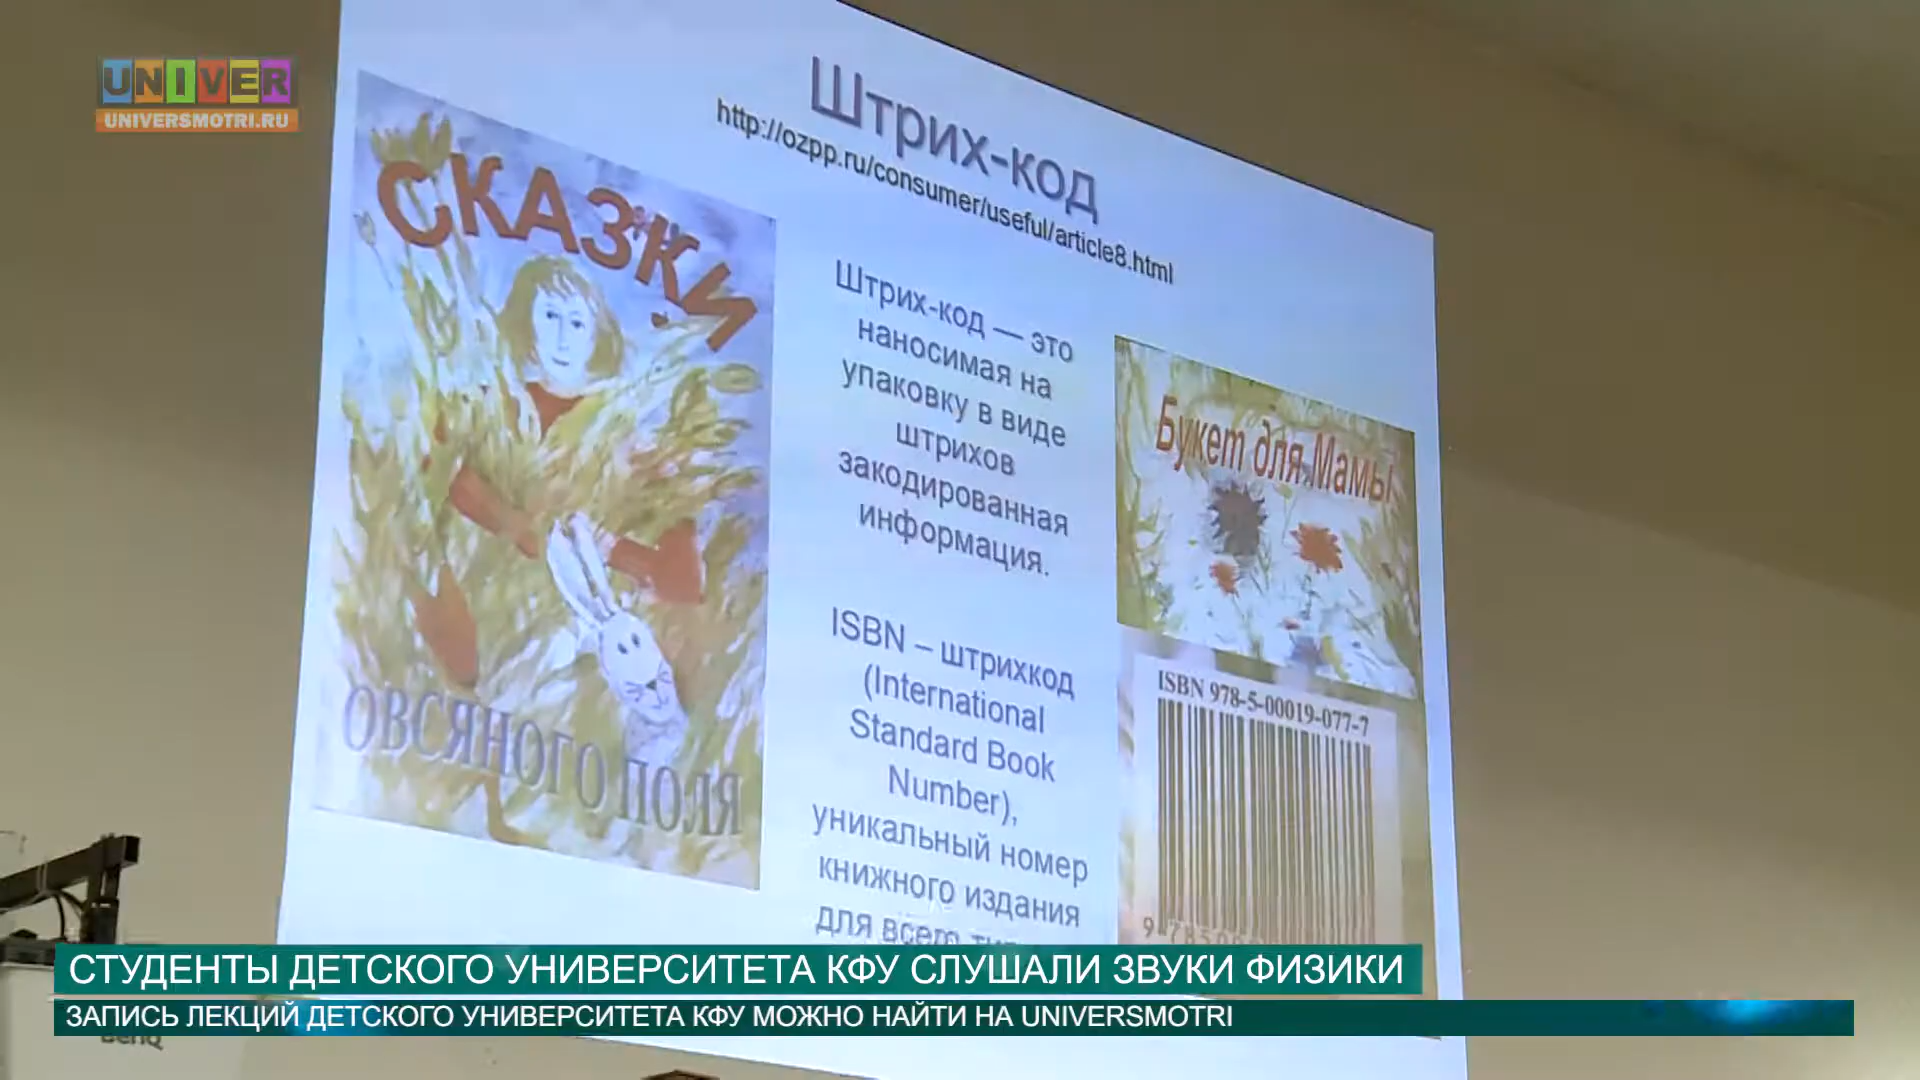 UNIVER
UNIVERSMOTRI.RU
Штрих-код
http://ozpp.ru/consumer/useful/article8.html
СКАЗКИ
ОВСЯНОГО ПОЛЯ
Штрих-код — это
наносимая на
упаковку в виде
штрихов
закодированная
информация.
ISBN – штрихкод
(International
Standard Book
Number),
уникальный номер
книжного издания
для всего
Букет для Мамы
ISBN 978-5-00019-077-7
СТУДЕНТЫ ДЕТСКОГО УНИВЕРСИТЕТА КФУ СЛУШАЛИ ЗВУКИ ФИЗИКИ
ЗАПИСЬ ЛЕКЦИЙ ДЕТСКОГО УНИВЕРСИТЕТА КФУ МОЖНО НАЙТИ НА UNIVERSMOTRI
BenQ